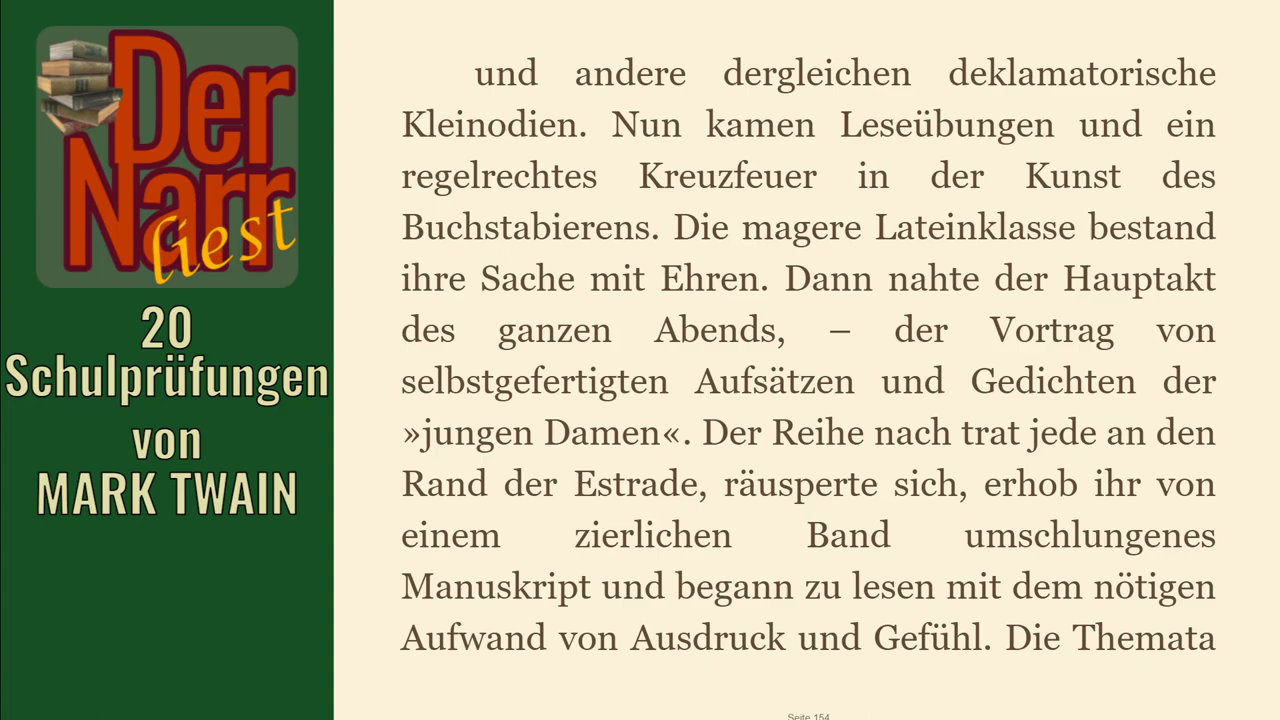 Der
Narr
liest
20
Schulprüfungen
von
MARK TWAIN
und andere dergleichen deklamatorische
Kleinodien. Nun kamen Leseübungen und ein
regelrechtes Kreuzfeuer in der Kunst des
Buchstabierens. Die magere Lateinklasse bestand
ihre Sache mit Ehren. Dann nahte der Hauptakt
des ganzen Abends, – der Vortrag von
selbstgefertigten Aufsätzen und Gedichten der
»jungen Damen«. Der Reihe nach trat jede an den
Rand der Estrade, räusperte sich, erhob ihr von
einem zierlichen Band umschlungenes
Manuskript und begann zu lesen mit dem nötigen
Aufwand von Ausdruck und Gefühl. Die Themata
Seite 154